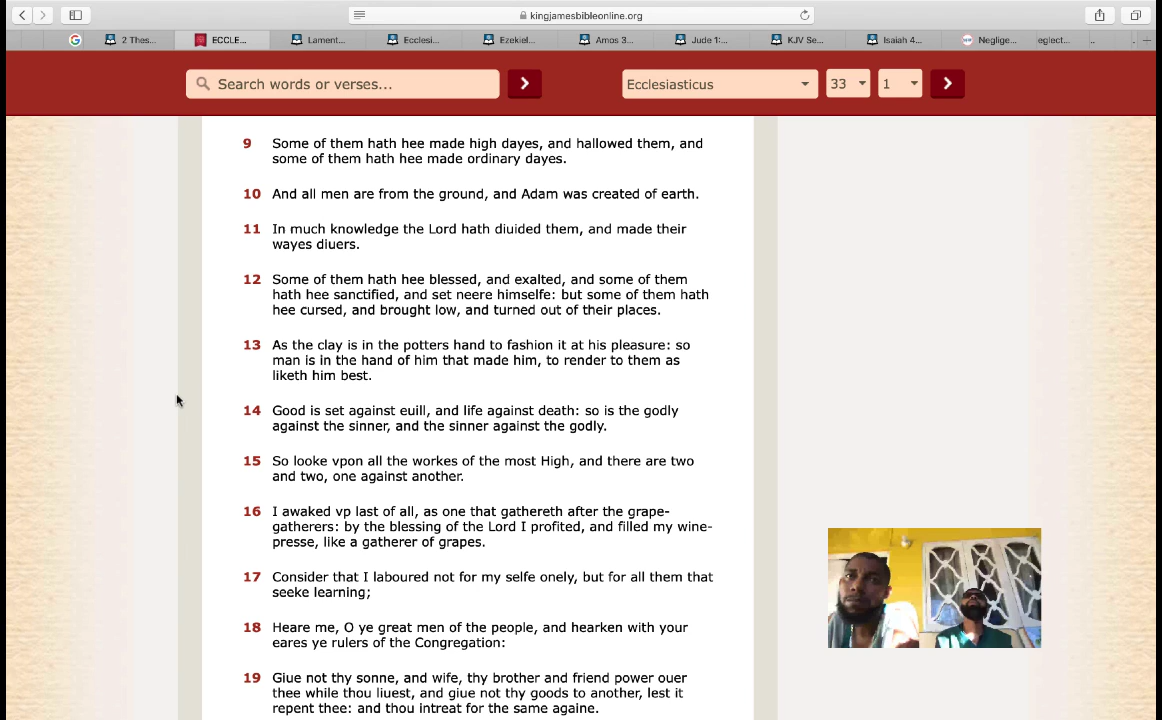 kingjamesbibleonline.org
2 Thes...
ECCLE...
Lament...
Ecclesi...
Ezekiel...
Amos 3...
Jude 1:...
KJV Se...
Isaiah 4...
Neglige...
eglect...
Search words or verses...
Ecclesiasticus
33
1
9 Some of them hath hee made high dayes, and hallowed them, and
some of them hath hee made ordinary dayes.
10 And all men are from the ground, and Adam was created of earth.
11 In much knowledge the Lord hath diuided them, and made their
wayes diuers.
12 Some of them hath hee blessed, and exalted, and some of them
hath hee sanctified, and set neere himselfe: but some of them hath
hee cursed, and brought low, and turned out of their places.
13 As the clay is in the potters hand to fashion it at his pleasure: so
man is in the hand of him that made him, to render to them as
liketh him best.
14 Good is set against euill, and life against death: so is the godly
against the sinner, and the sinner against the godly.
15 So looke vpon all the workes of the most High, and there are two
and two, one against another.
16 I awaked vp last of all, as one that gathereth after the grape-
gatherers: by the blessing of the Lord I profited, and filled my wine-
presse, like a gatherer of grapes.
17 Consider that I laboured not for my selfe onely, but for all them that
seeke learning;
18 Heare me, O ye great men of the people, and hearken with your
eares ye rulers of the Congregation:
19 Giue not thy sonne, and wife, thy brother and friend power ouer
thee while thou liuest, and giue not thy goods to another, lest it
repent thee: and thou intreat for the same againe.